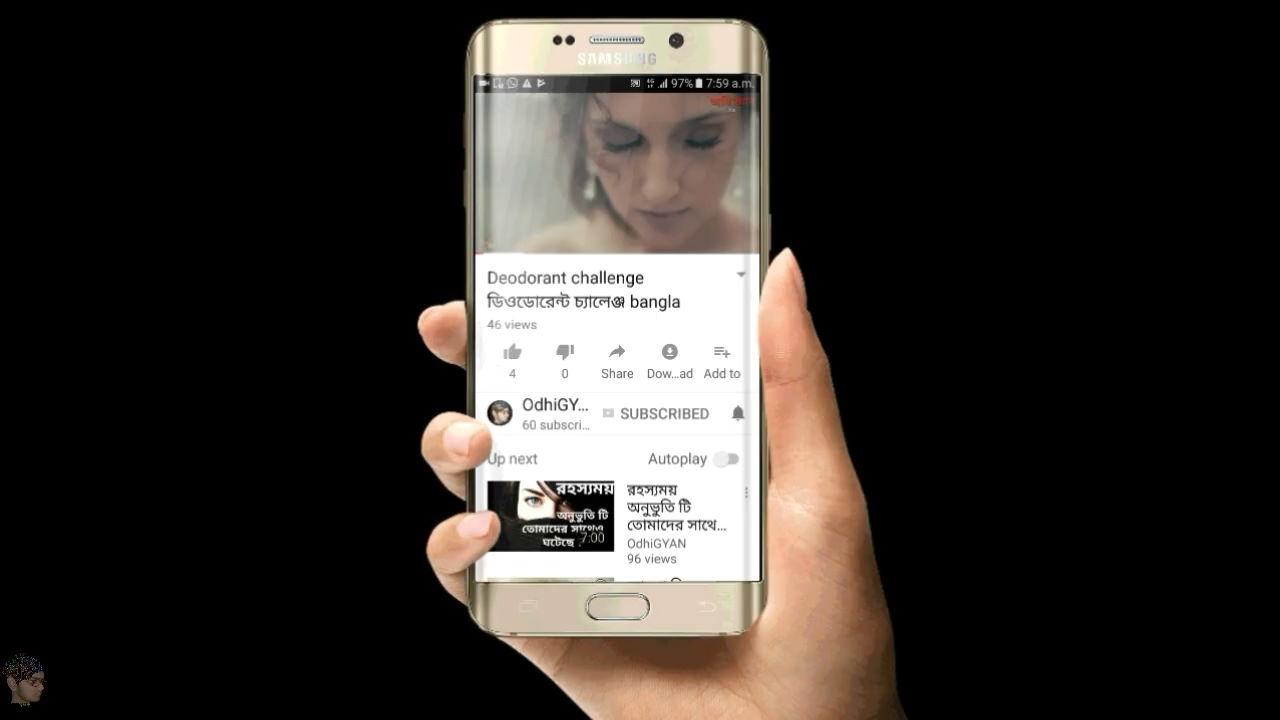 SAMSUNG
97% 7:59 a.m.
Deodorant challenge
ডিওডোরেন্ট চ্যালেঞ্জ bangla
46 views
4
0
Share
Dow...ad
Add to
OdhiGY...
SUBSCRIBED
60 subscri...
Up next
Autoplay
রহস্যময়
অনুভুতি টি
তোমাদের সাথেও
ঘটেছে
7:00
রহস্যময়
অনুভুতি টি
তোমাদের সাথে...
OdhiGYAN
96 views